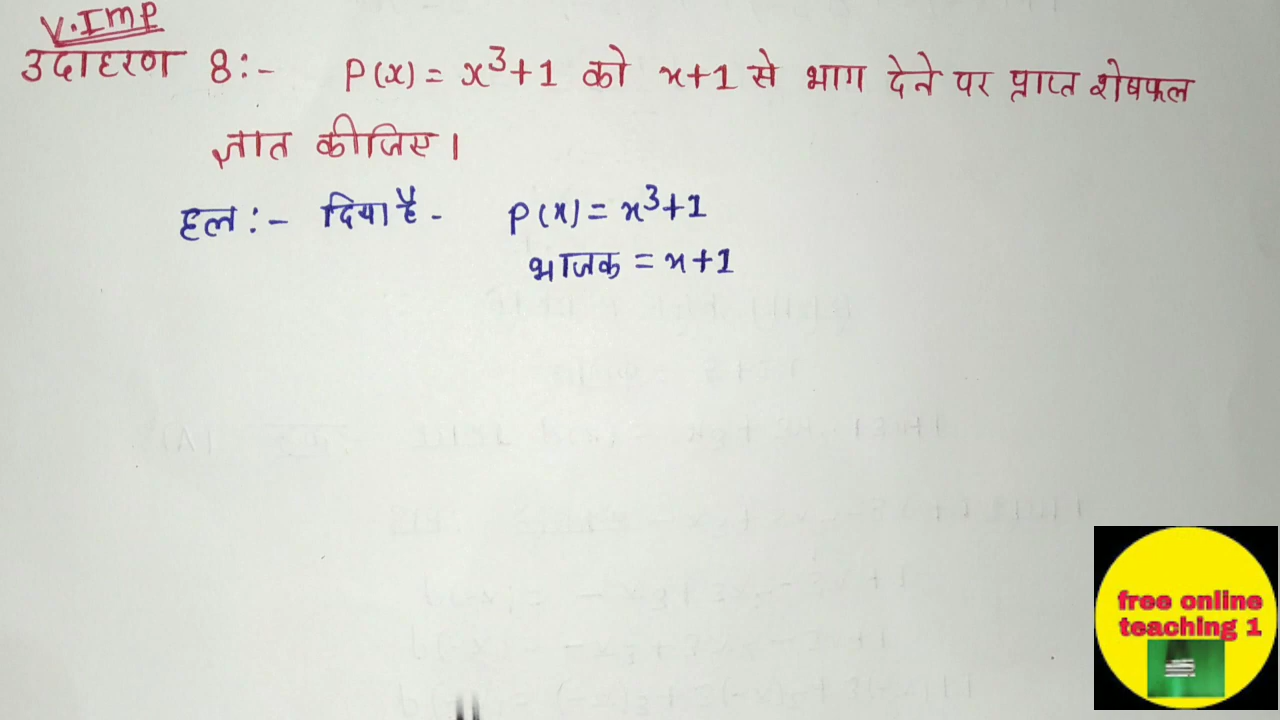 V.Imp
उदाहरण 8:- P(x) = x³+1 को x+1 से भाग देने पर प्राप्त शेषफल
ज्ञात कीजिए।
हल:- दिया है - P(x) = x³+1
भाजक = x+1
free online
teaching 1